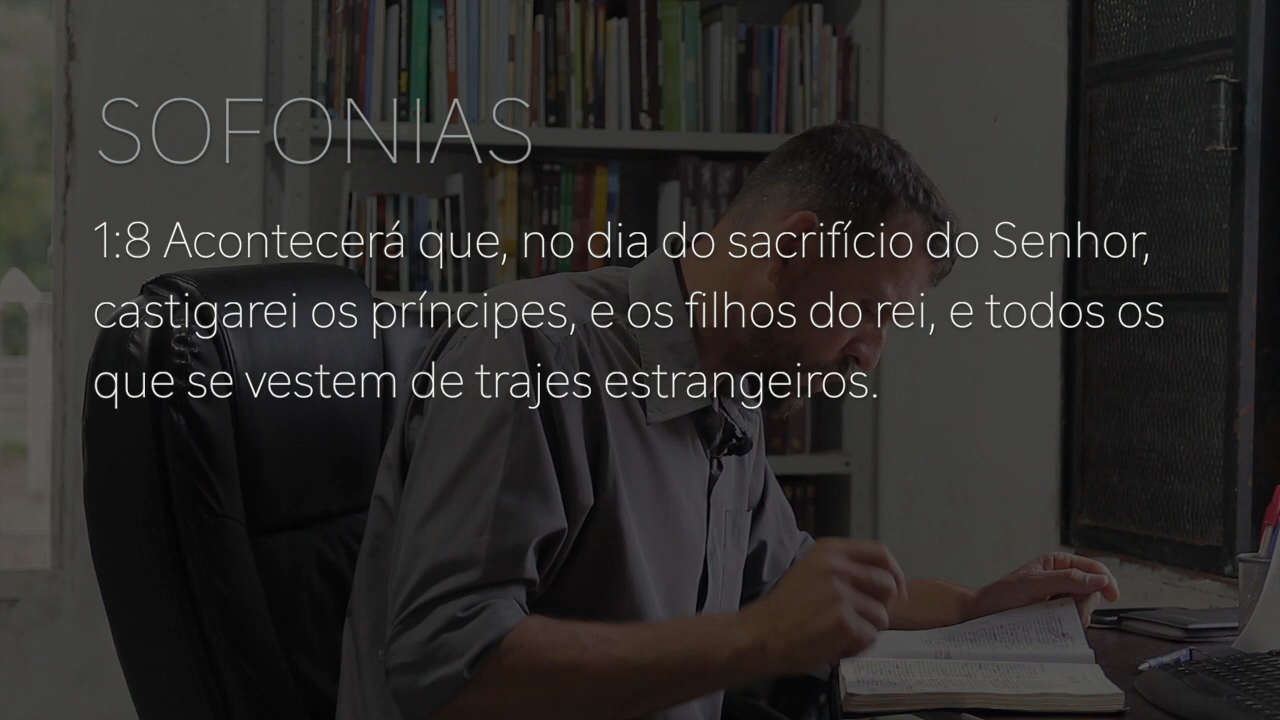 SOFONIAS
1:8 Acontecerá que, no dia do sacrifício do Senhor,
castigarei os príncipes, e os filhos do rei, e todos os
que se vestem de trajes estrangeiros.